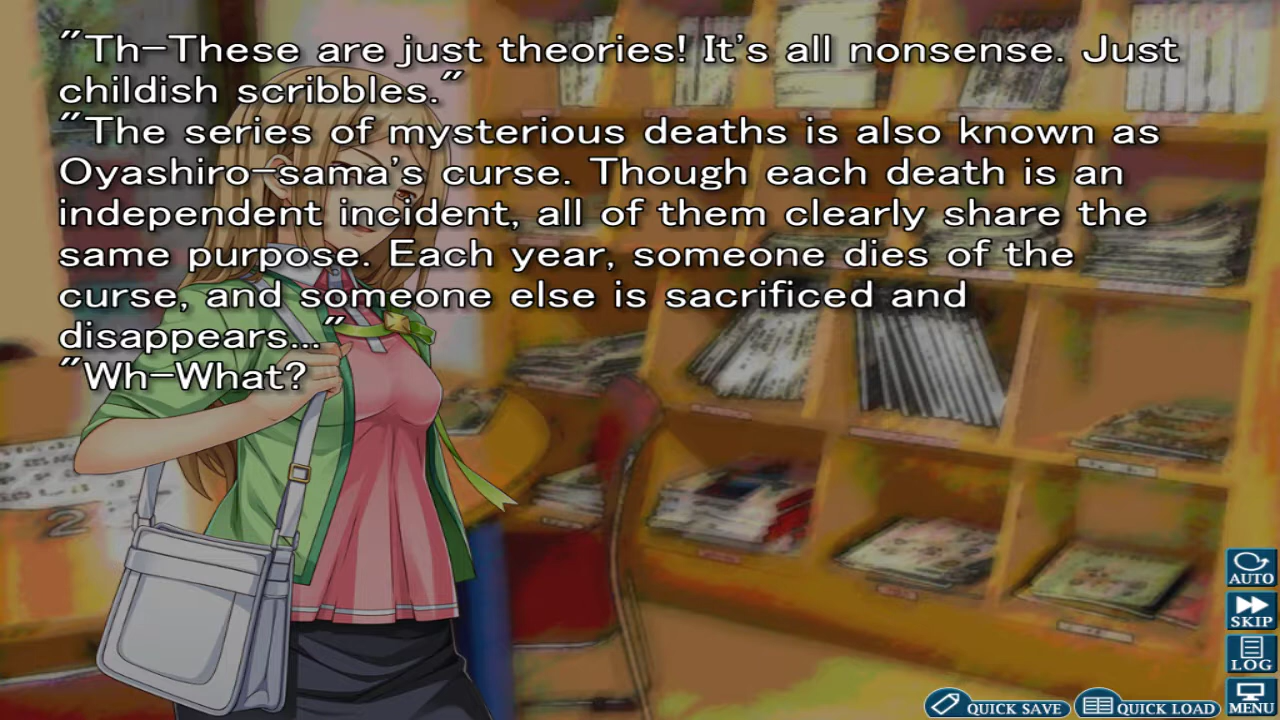 "Th-These are just theories! It's all nonsense. Just
childish scribbles."
"The series of mysterious deaths is also known as
Oyashiro-sama's curse. Though each death is an
independent incident, all of them clearly share the
same purpose. Each year, someone dies of the
curse, and someone else is sacrificed and
disappears..."
"Wh-What?
2
AUTO
SKIP
LOG
MENU
QUICK SAVE
QUICK LOAD